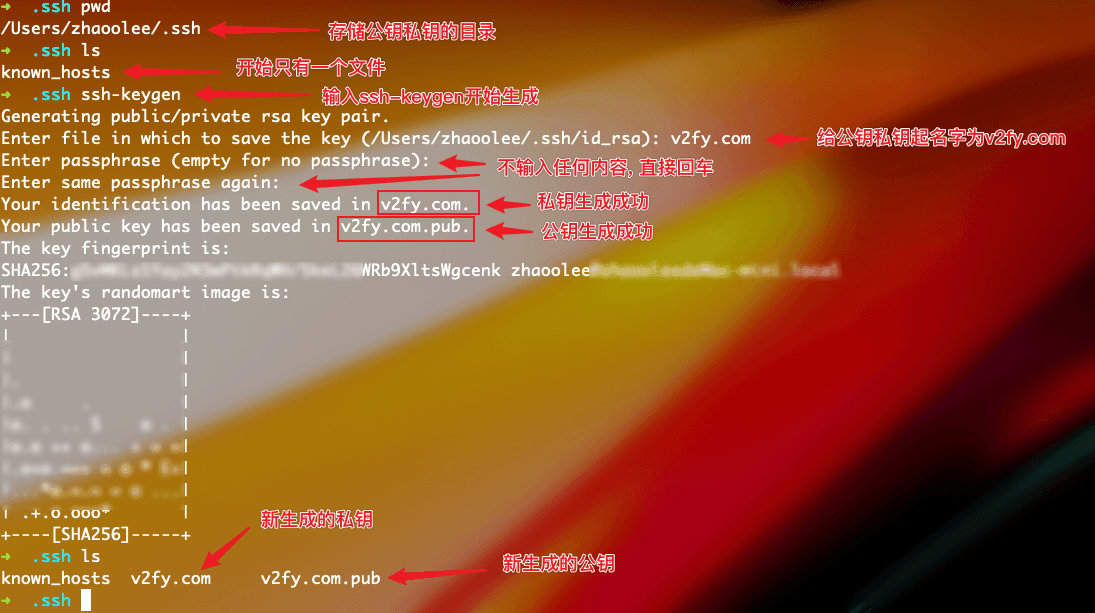 ➜ .ssh pwd
/Users/zhaoolee/.ssh 存储公钥私钥的目录
➜ .ssh ls
known_hosts 开始只有一个文件
➜ .ssh ssh-keygen 输入ssh-keygen开始生成
Generating public/private rsa key pair.
Enter file in which to save the key (/Users/zhaoolee/.ssh/id_rsa): v2fy.com 给公钥私钥起名字为v2fy.com
Enter passphrase (empty for no passphrase): 不输入任何内容, 直接回车
Enter same passphrase again:
Your identification has been saved in v2fy.com. 私钥生成成功
Your public key has been saved in v2fy.com.pub. 公钥生成成功
The key fingerprint is:
SHA256: WRb9XltsWgcenk zhaoolee
The key's randomart image is:
+---[RSA 3072]----+
| .+.o.ooo* |
+----[SHA256]-----+
新生成的私钥
➜ .ssh ls
新生成的公钥
known_hosts v2fy.com v2fy.com.pub
➜ .ssh